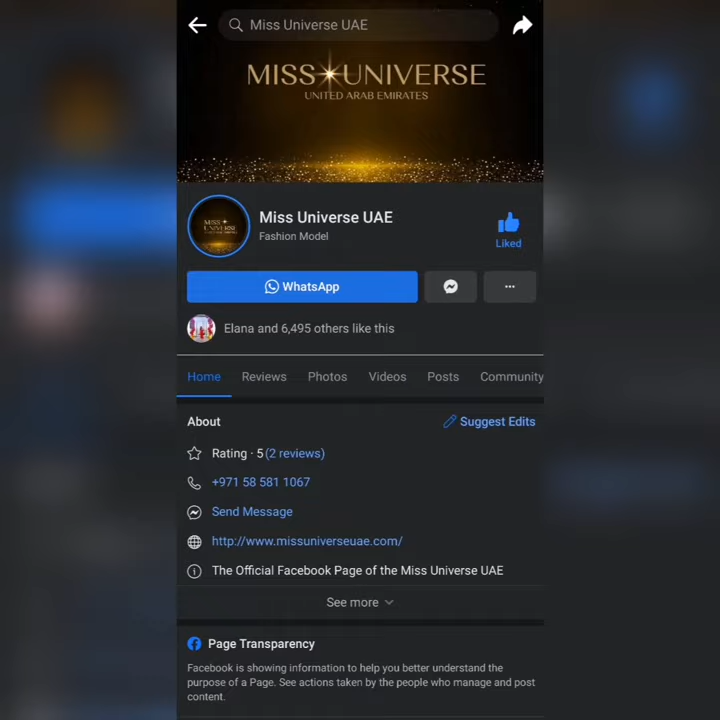 Miss Universe UAE
MISS UNIVERSE
UNITED ARAB EMIRATES
MISS
UNIVERSE
Miss Universe UAE
Fashion Model
Liked
WhatsApp
...
Elana and 6,495 others like this
Home Reviews Photos Videos Posts Community
About
Suggest Edits
Rating · 5 (2 reviews)
+971 58 581 1067
Send Message
http://www.missuniverseuae.com/
The Official Facebook Page of the Miss Universe UAE
See more
Page Transparency
Facebook is showing information to help you better understand the
purpose of a Page. See actions taken by the people who manage and post
content.